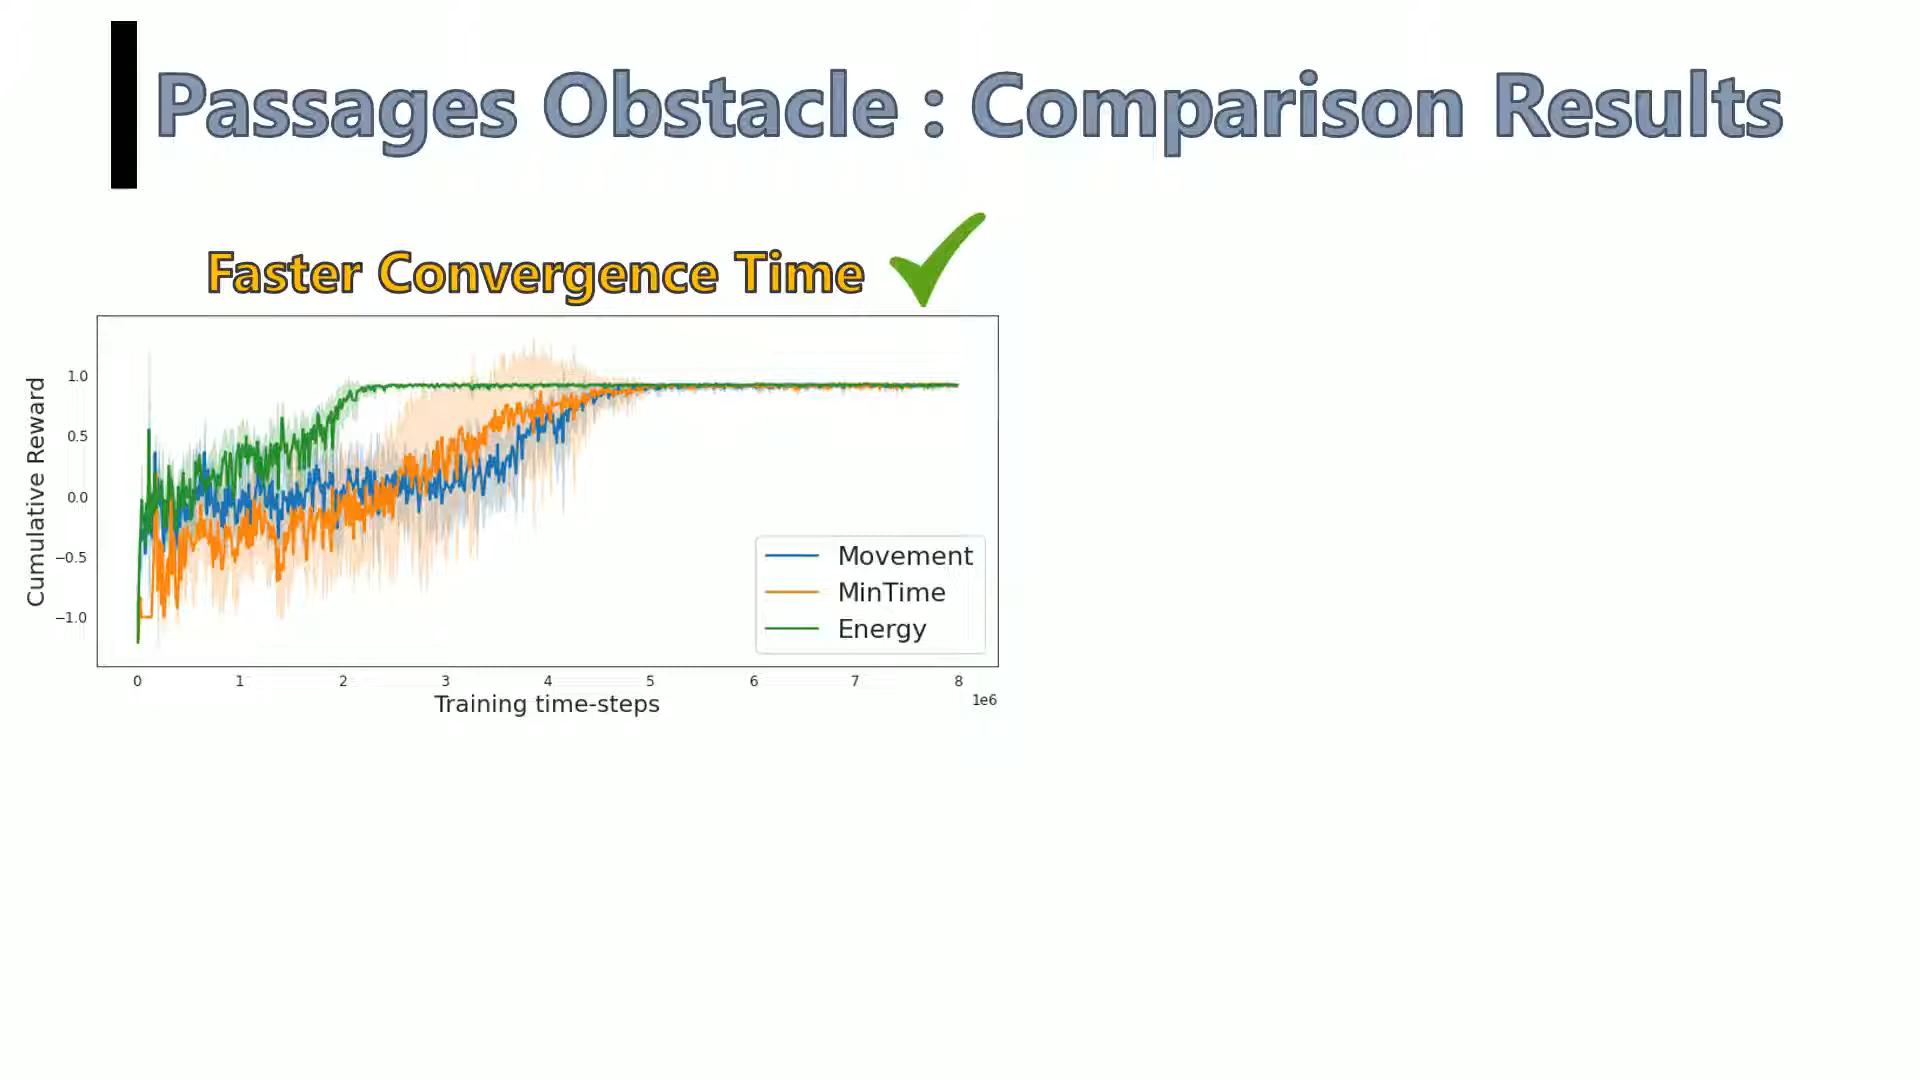 Passages Obstacle : Comparison Results
Faster Convergence Time
Cumulative Reward
1.0
0.5
0.0
−0.5
−1.0
Movement
MinTime
Energy
0 1 2 3 4 5 6 7 8
1e6
Training time-steps